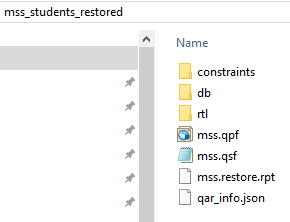 mss_students_restored
Name
constraints
db
rtl
mss.qpf
mss.qsf
mss.restore.rpt
qar_info.json